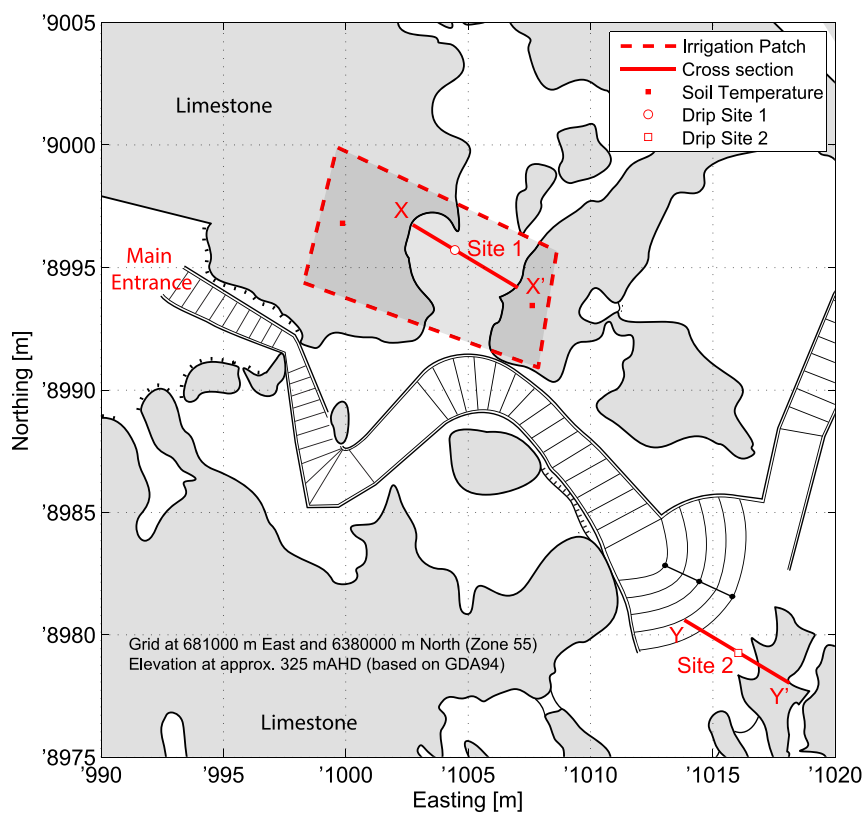 '9005
'9000
'8995
'8990
'8985
'8980
'8975
Northing [m]
Irrigation Patch
Cross section
Soil Temperature
Drip Site 1
Drip Site 2
Limestone
X
Site 1
X'
Main
Entrance
Grid at 681000 m East and 6380000 m North (Zone 55)
Elevation at approx. 325 mAHD (based on GDA94)
Y
Site 2
Y'
Limestone
'990
'995
'1000
'1005
'1010
'1015
'1020
Easting [m]